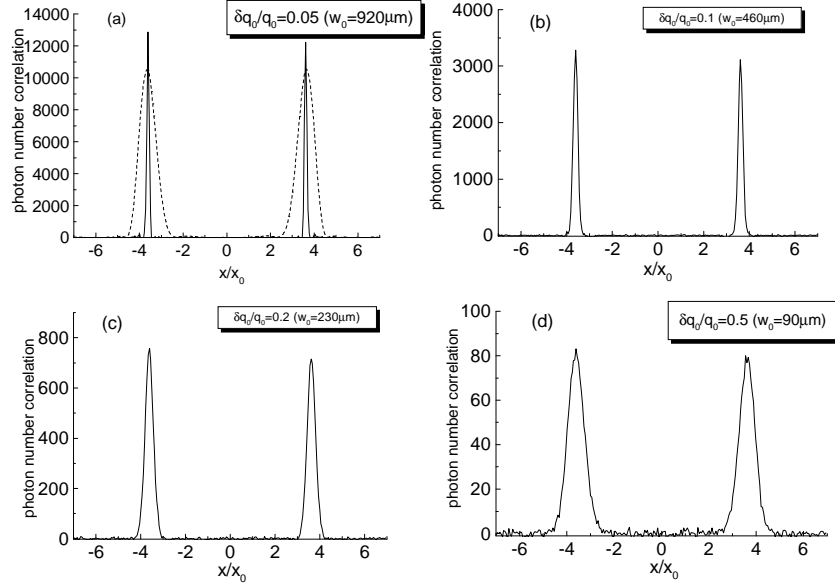 (a)
δq₀/q₀=0.05 (w₀=920μm)
photon number correlation
14000
12000
10000
8000
6000
4000
2000
0
-6 -4 -2 0 2 4 6
x/x₀
(b)
δq₀/q₀=0.1 (w₀=460μm)
photon number correlation
4000
3000
2000
1000
0
-6 -4 -2 0 2 4 6
x/x₀
(c)
δq₀/q₀=0.2 (w₀=230μm)
photon number correlation
800
600
400
200
0
-6 -4 -2 0 2 4 6
x/x₀
(d)
δq₀/q₀=0.5 (w₀=90μm)
photon number correlation
100
80
60
40
20
0
-6 -4 -2 0 2 4 6
x/x₀